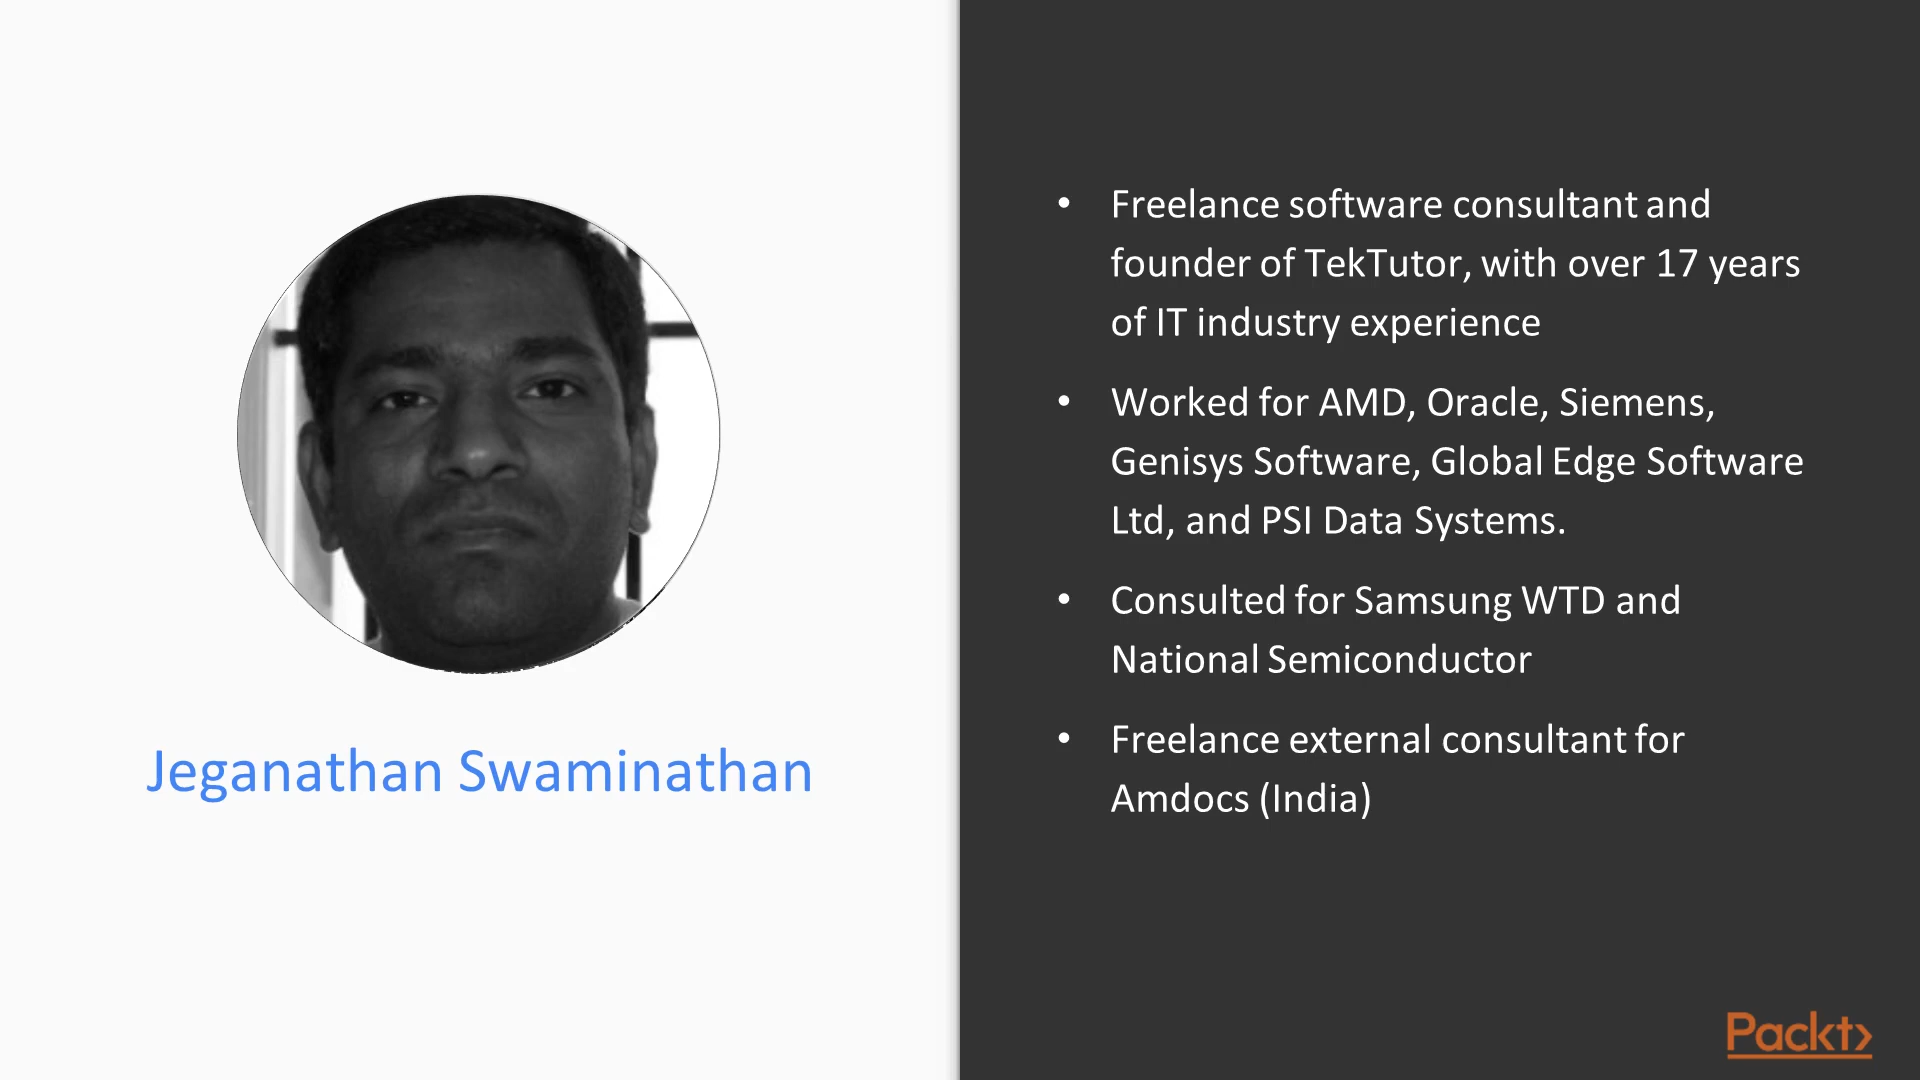 Jeganathan Swaminathan
• Freelance software consultant and
founder of TekTutor, with over 17 years
of IT industry experience
• Worked for AMD, Oracle, Siemens,
Genisys Software, Global Edge Software
Ltd, and PSI Data Systems.
• Consulted for Samsung WTD and
National Semiconductor
• Freelance external consultant for
Amdocs (India)
Packt>